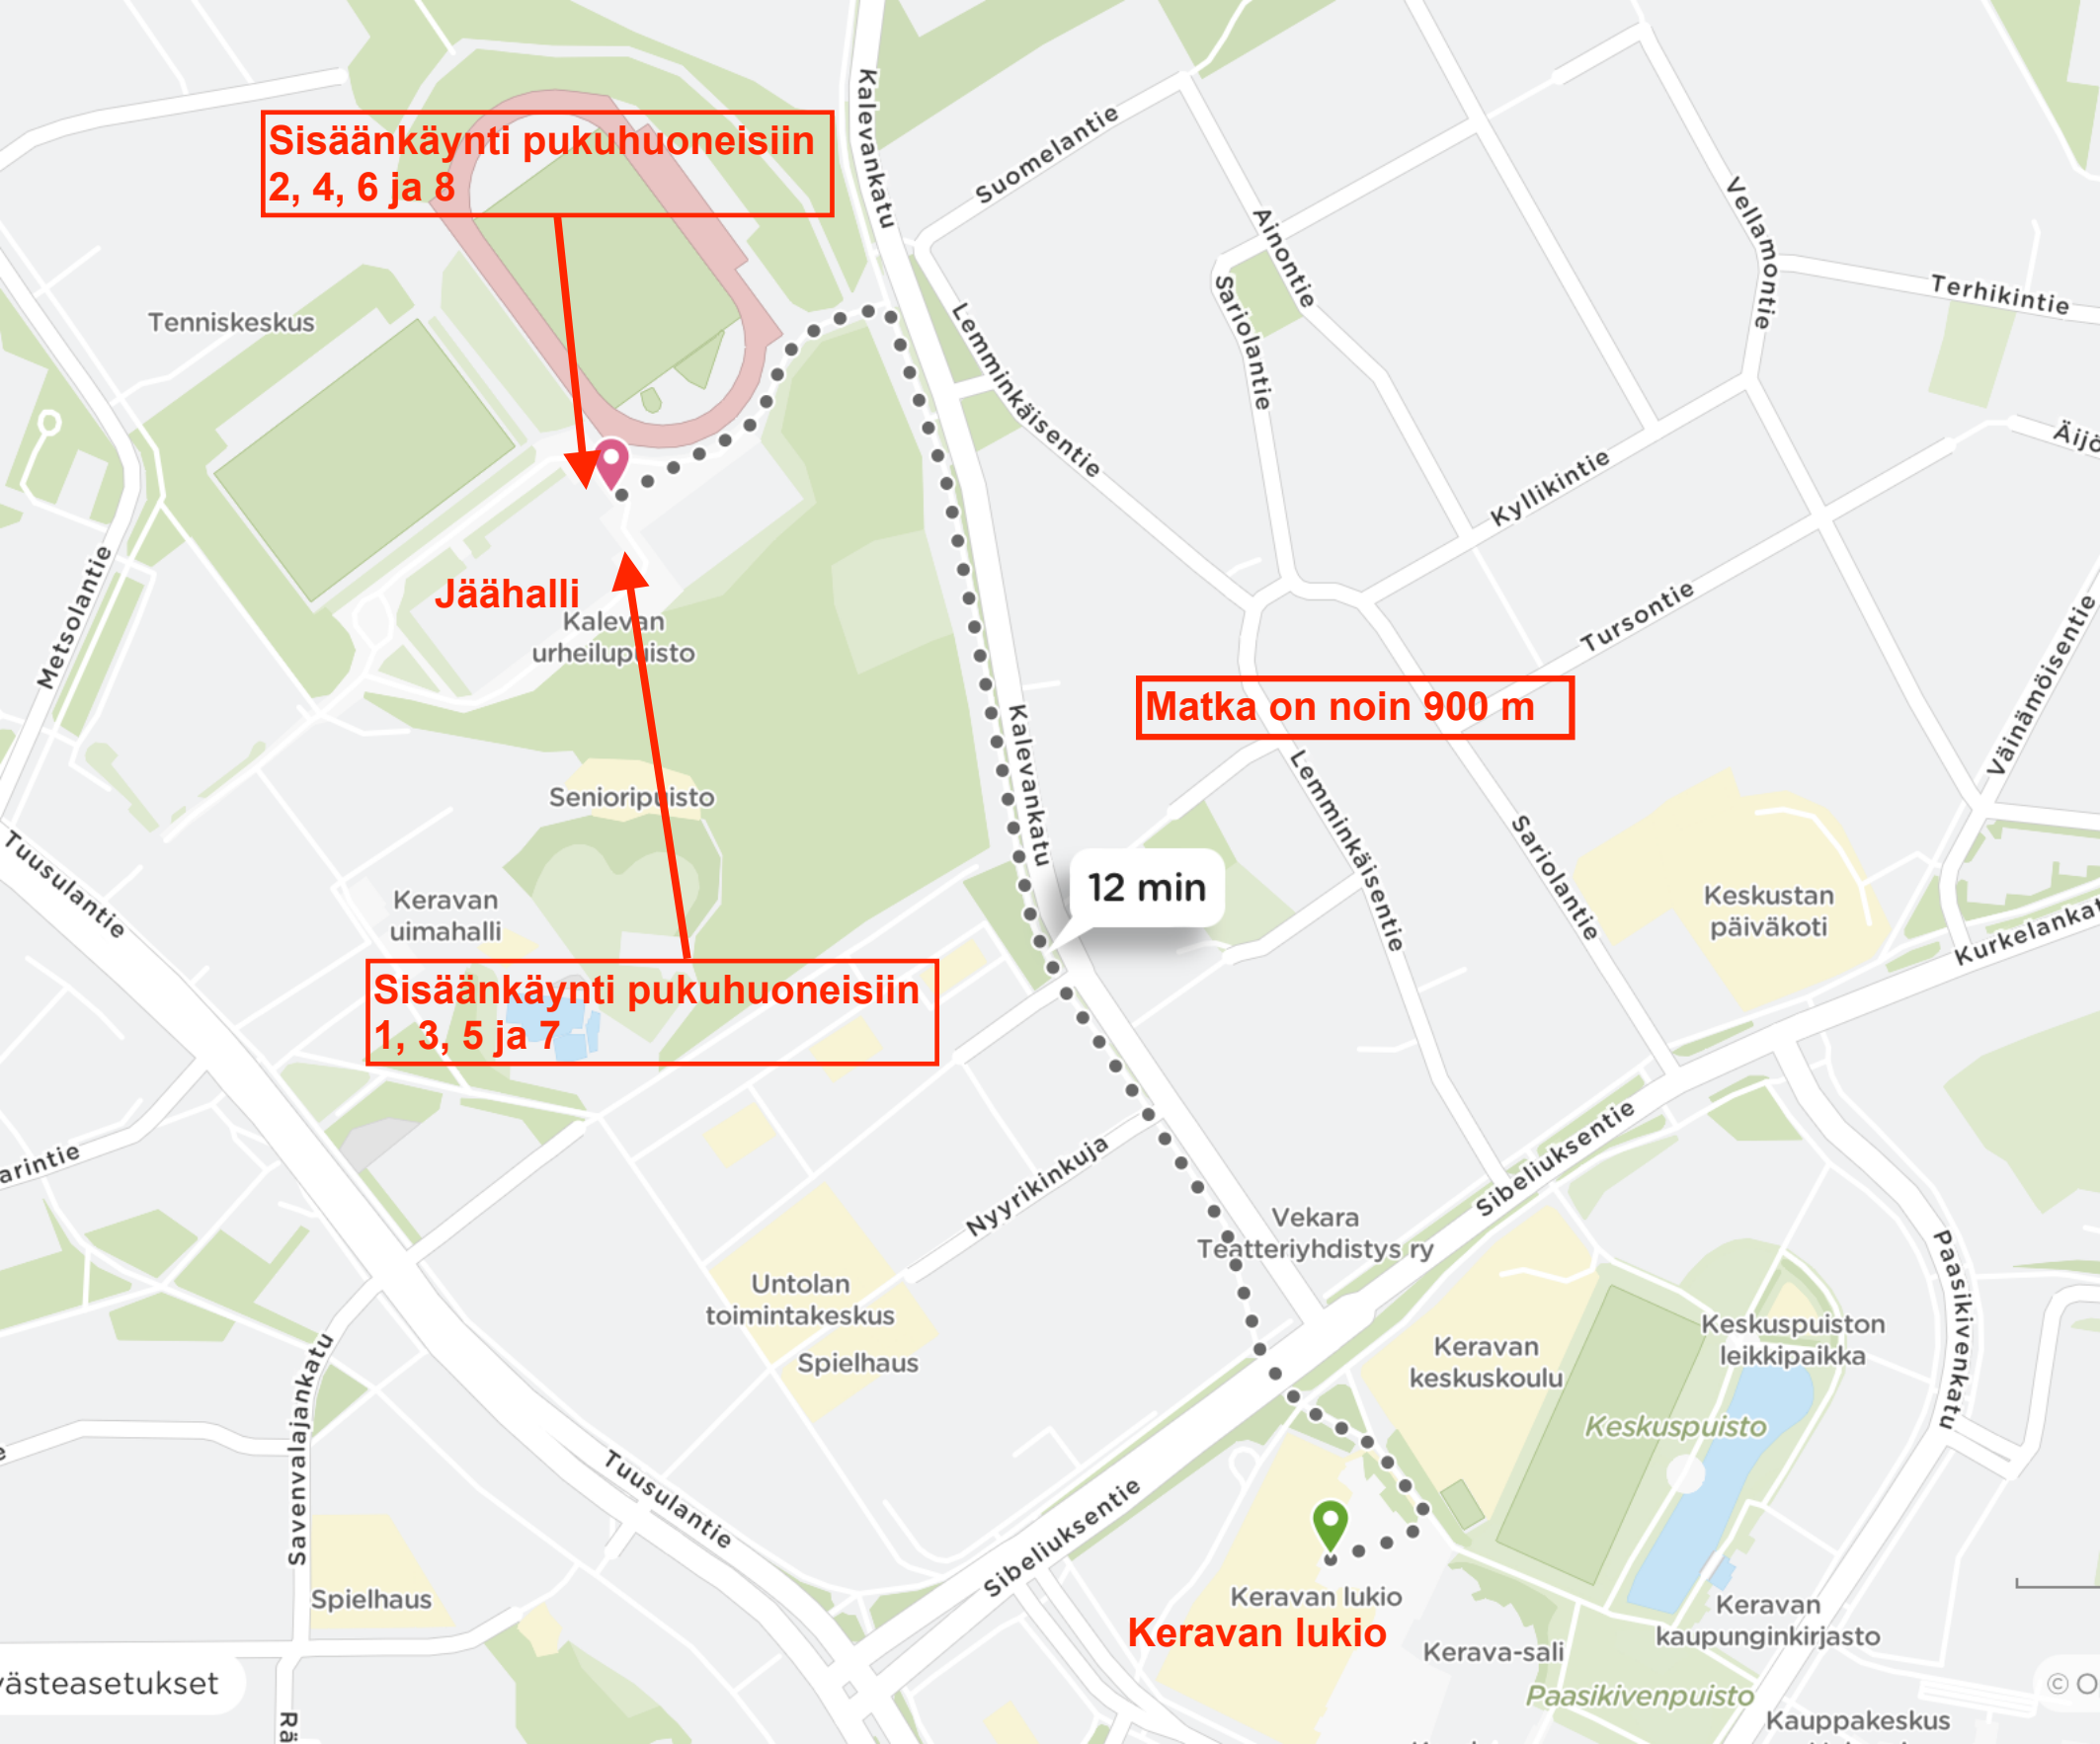 Kalevankatu
Sisäänkäynti pukuhuoneisiin
2, 4, 6 ja 8
Suomelantie
Ainontie
Vellamontie
Terhikintie
Sariolantie
Tenniskeskus
Lemminkäisentie
Kyllikintie
Metsolantie
Jäähalli
Kalevan
urheilupuisto
Tursontie
Väinämöisentie
Matka on noin 900 m
Kalevankatu
Senioripuisto
Lemminkäisentie
Sariolantie
Tuusulantie
12 min
Keravan
uimahalli
Keskustan
päiväkoti
Sisäänkäynti pukuhuoneisiin
1, 3, 5 ja 7
Nyyrikinkuja
Sibeliuksentie
Vekara
Teatteriyhdistys ry
Paasikivenkatu
Untolan
toimintakeskus
Spielhaus
Keravan
keskuskoulu
Keskuspuiston
leikkipaikka
Keskuspuisto
Savenvalajankatu
Tuusulantie
Sibeliuksentie
Spielhaus
Keravan lukio
Keravan lukio
Kerava-sali
Keravan
kaupunginkirjasto
Paasikivenpuisto
Kauppakeskus
västeasetukset